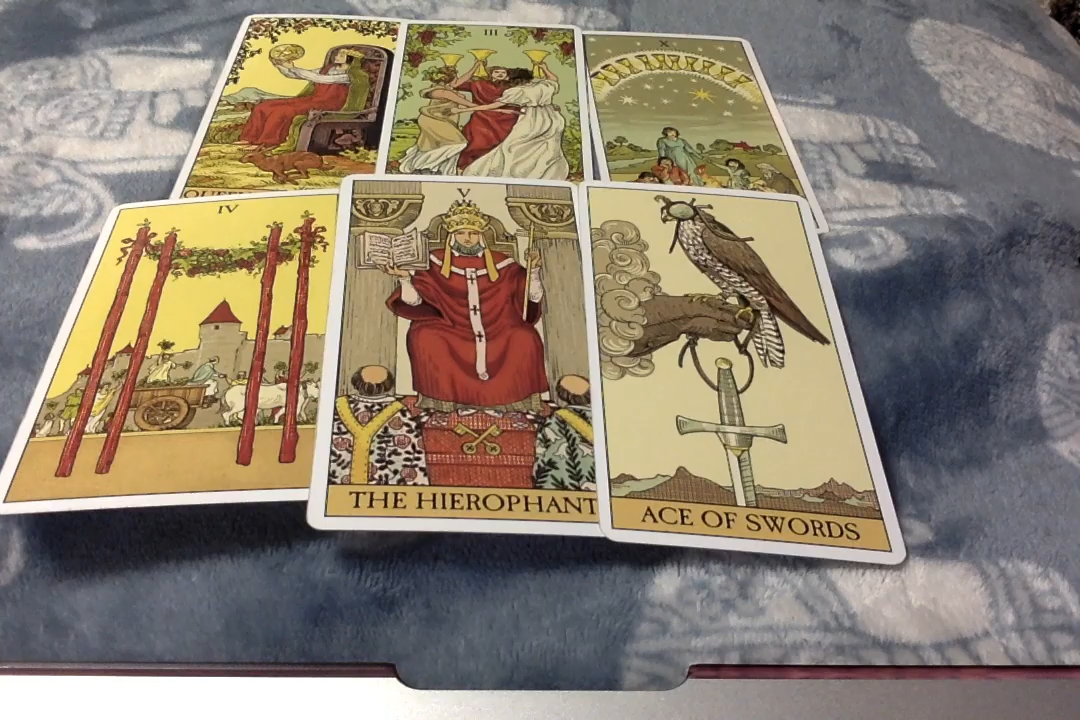 III
X
IV
V
THE HIEROPHANT
ACE OF SWORDS